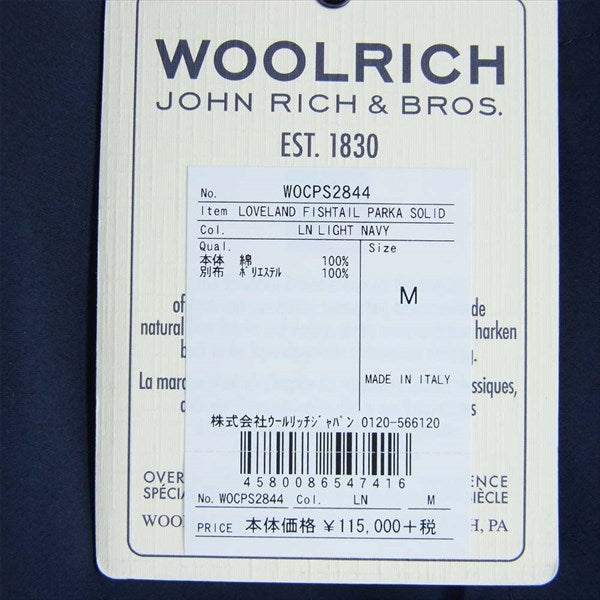 WOOLRICH
JOHN RICH & BROS.
EST. 1830
No. WOCPS2844
Item LOVELAND FISHTAIL PARKA SOLID
Col. LN LIGHT NAVY
Qual. Size
本体 綿 100%
別布 ポリエステル 100%
M
MADE IN ITALY
of de
natural harken
La maro ssiques,
株式会社ウールリッチジャパン 0120-566120
4580086547416
OVER ENCE
SPÉCIA SIÈCLE
No. WOCPS2844 Col. LN M
WOO H, PA
PRICE 本体価格 ¥115,000+税